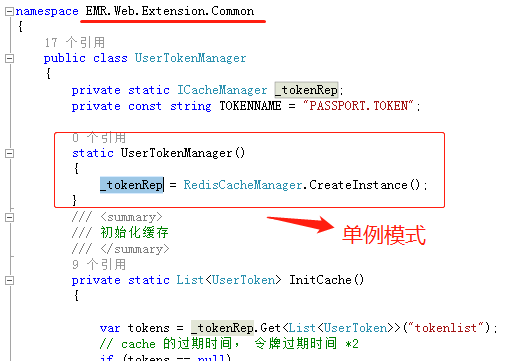 namespace EMR.Web.Extension.Common
{
17 个引用
public class UserTokenManager
{
private static ICacheManager _tokenRep;
private const string TOKENNAME = "PASSPORT.TOKEN";
0 个引用
static UserTokenManager()
{
_tokenRep = RedisCacheManager.CreateInstance();
}
单例模式
/// <summary>
/// 初始化缓存
/// </summary>
9 个引用
private static List<UserToken> InitCache()
{
var tokens = _tokenRep.Get<List<UserToken>>("tokenlist");
// cache 的过期时间， 令牌过期时间 *2
if (tokens == null)